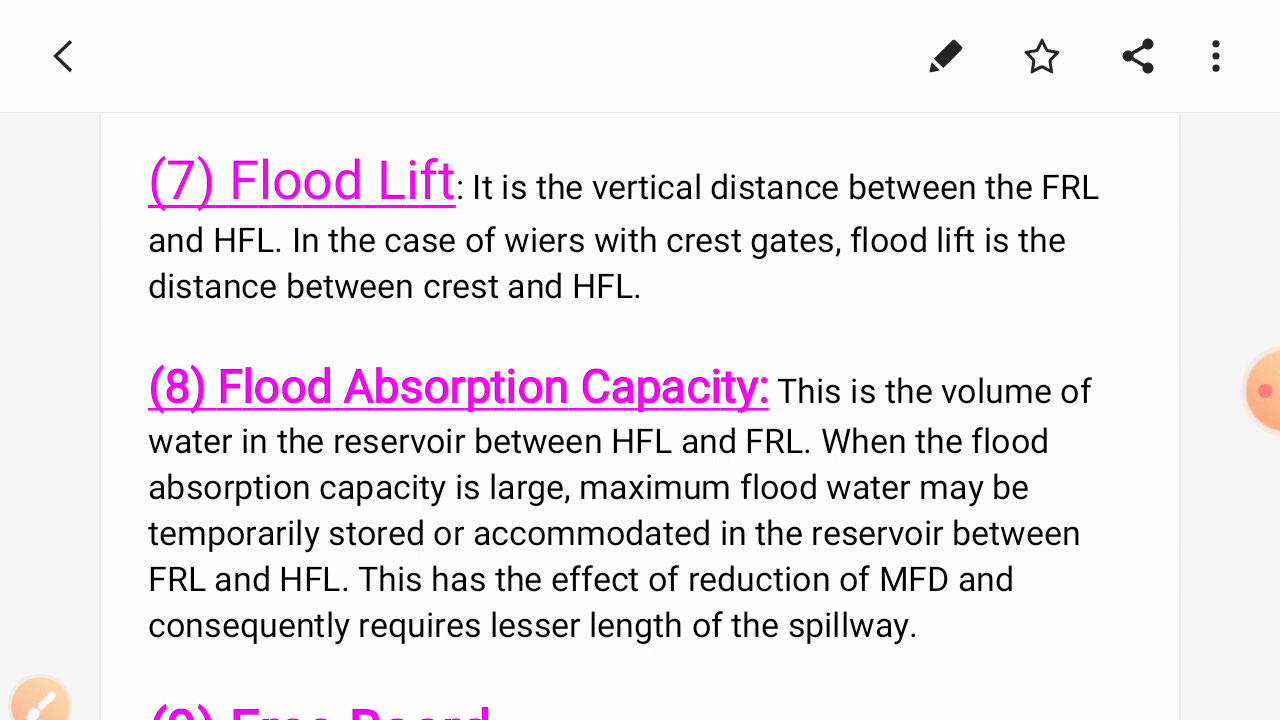 (7) Flood Lift: It is the vertical distance between the FRL
and HFL. In the case of wiers with crest gates, flood lift is the
distance between crest and HFL.
(8) Flood Absorption Capacity: This is the volume of
water in the reservoir between HFL and FRL. When the flood
absorption capacity is large, maximum flood water may be
temporarily stored or accommodated in the reservoir between
FRL and HFL. This has the effect of reduction of MFD and
consequently requires lesser length of the spillway.
(9) Free Board